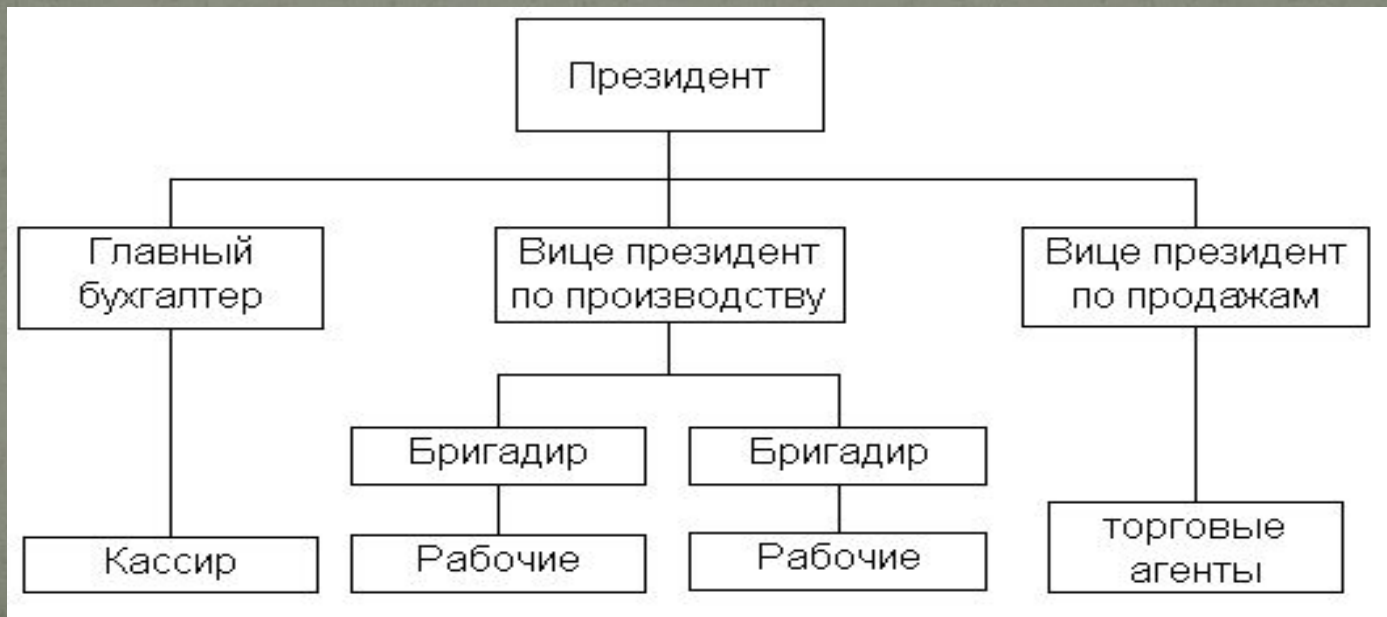 Президент
Главный
бухгалтер
Вице президент
по производству
Вице президент
по продажам
Бригадир
Бригадир
Кассир
Рабочие
Рабочие
торговые
агенты